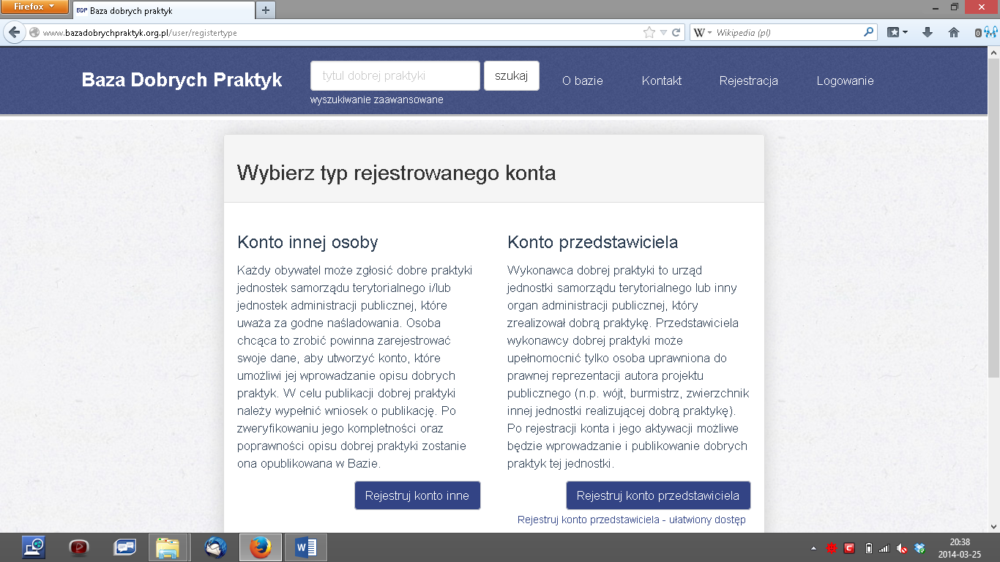 Firefox
BDP Baza dobrych praktyk
www.bazadobrychpraktyk.org.pl/user/registertype
W Wikipedia (pl)
0
Baza Dobrych Praktyk
tytul dobrej praktyki
szukaj
O bazie
Kontakt
Rejestracja
Logowanie
wyszukiwanie zaawansowane
Wybierz typ rejestrowanego konta
Konto innej osoby
Każdy obywatel może zgłosić dobre praktyki
jednostek samorządu terytorialnego i/lub
jednostek administracji publicznej, które
uważa za godne naśladowania. Osoba
chcąca to zrobić powinna zarejestrować
swoje dane, aby utworzyć konto, które
umożliwi jej wprowadzanie opisu dobrych
praktyk. W celu publikacji dobrej praktyki
należy wypełnić wniosek o publikację. Po
zweryfikowaniu jego kompletności oraz
poprawności opisu dobrej praktyki zostanie
ona opublikowana w Bazie.
Rejestruj konto inne
Konto przedstawiciela
Wykonawca dobrej praktyki to urząd
jednostki samorządu terytorialnego lub inny
organ administracji publicznej, który
zrealizował dobrą praktykę. Przedstawiciela
wykonawcy dobrej praktyki może
upełnomocnić tylko osoba uprawniona do
prawnej reprezentacji autora projektu
publicznego (n.p. wójt, burmistrz, zwierzchnik
innej jednostki realizującej dobrą praktykę).
Po rejestracji konta i jego aktywacji możliwe
będzie wprowadzanie i publikowanie dobrych
praktyk tej jednostki.
Rejestruj konto przedstawiciela
Rejestruj konto przedstawiciela - ułatwiony dostęp
20:38
2014-03-25